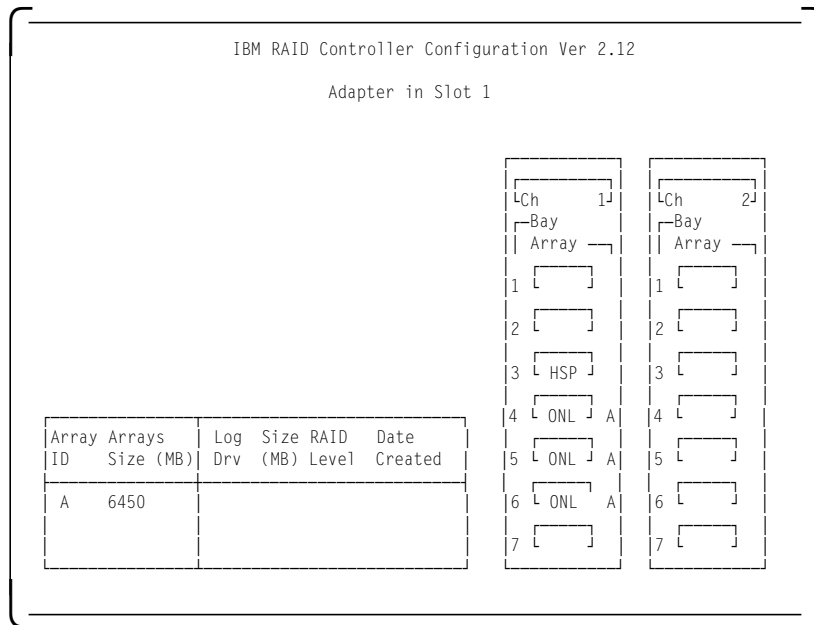 IBM RAID Controller Configuration Ver 2.12
Adapter in Slot 1
Ch 1 Ch 2
Bay Bay
Array Array
1 1
2 2
3 HSP 3
4 ONL A 4
Array Arrays Log Size RAID Date
ID Size (MB) Drv (MB) Level Created
5 ONL A 5
A 6450
6 ONL A 6
7 7